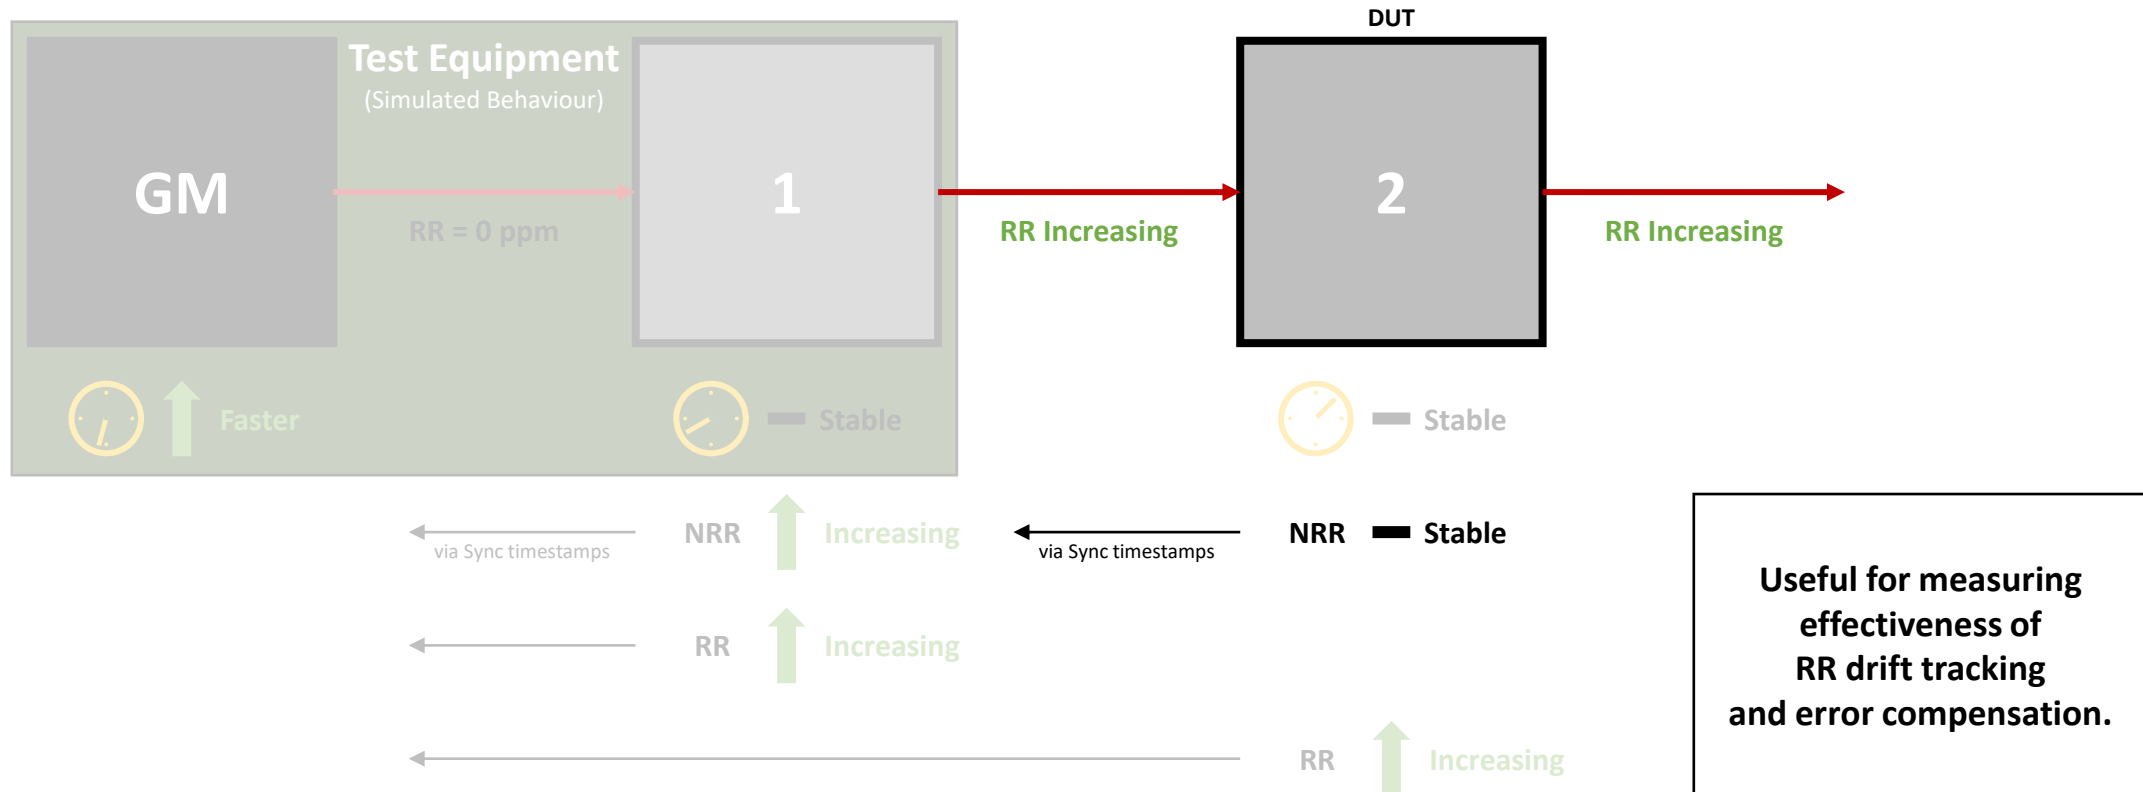 DUT
Test Equipment
(Simulated Behaviour)
GM
1
2
RR = 0 ppm
RR Increasing
RR Increasing
Faster
Stable
Stable
via Sync timestamps
NRR
Increasing
via Sync timestamps
NRR
Stable
RR
Increasing
RR
Increasing
Useful for measuring
effectiveness of
RR drift tracking
and error compensation.